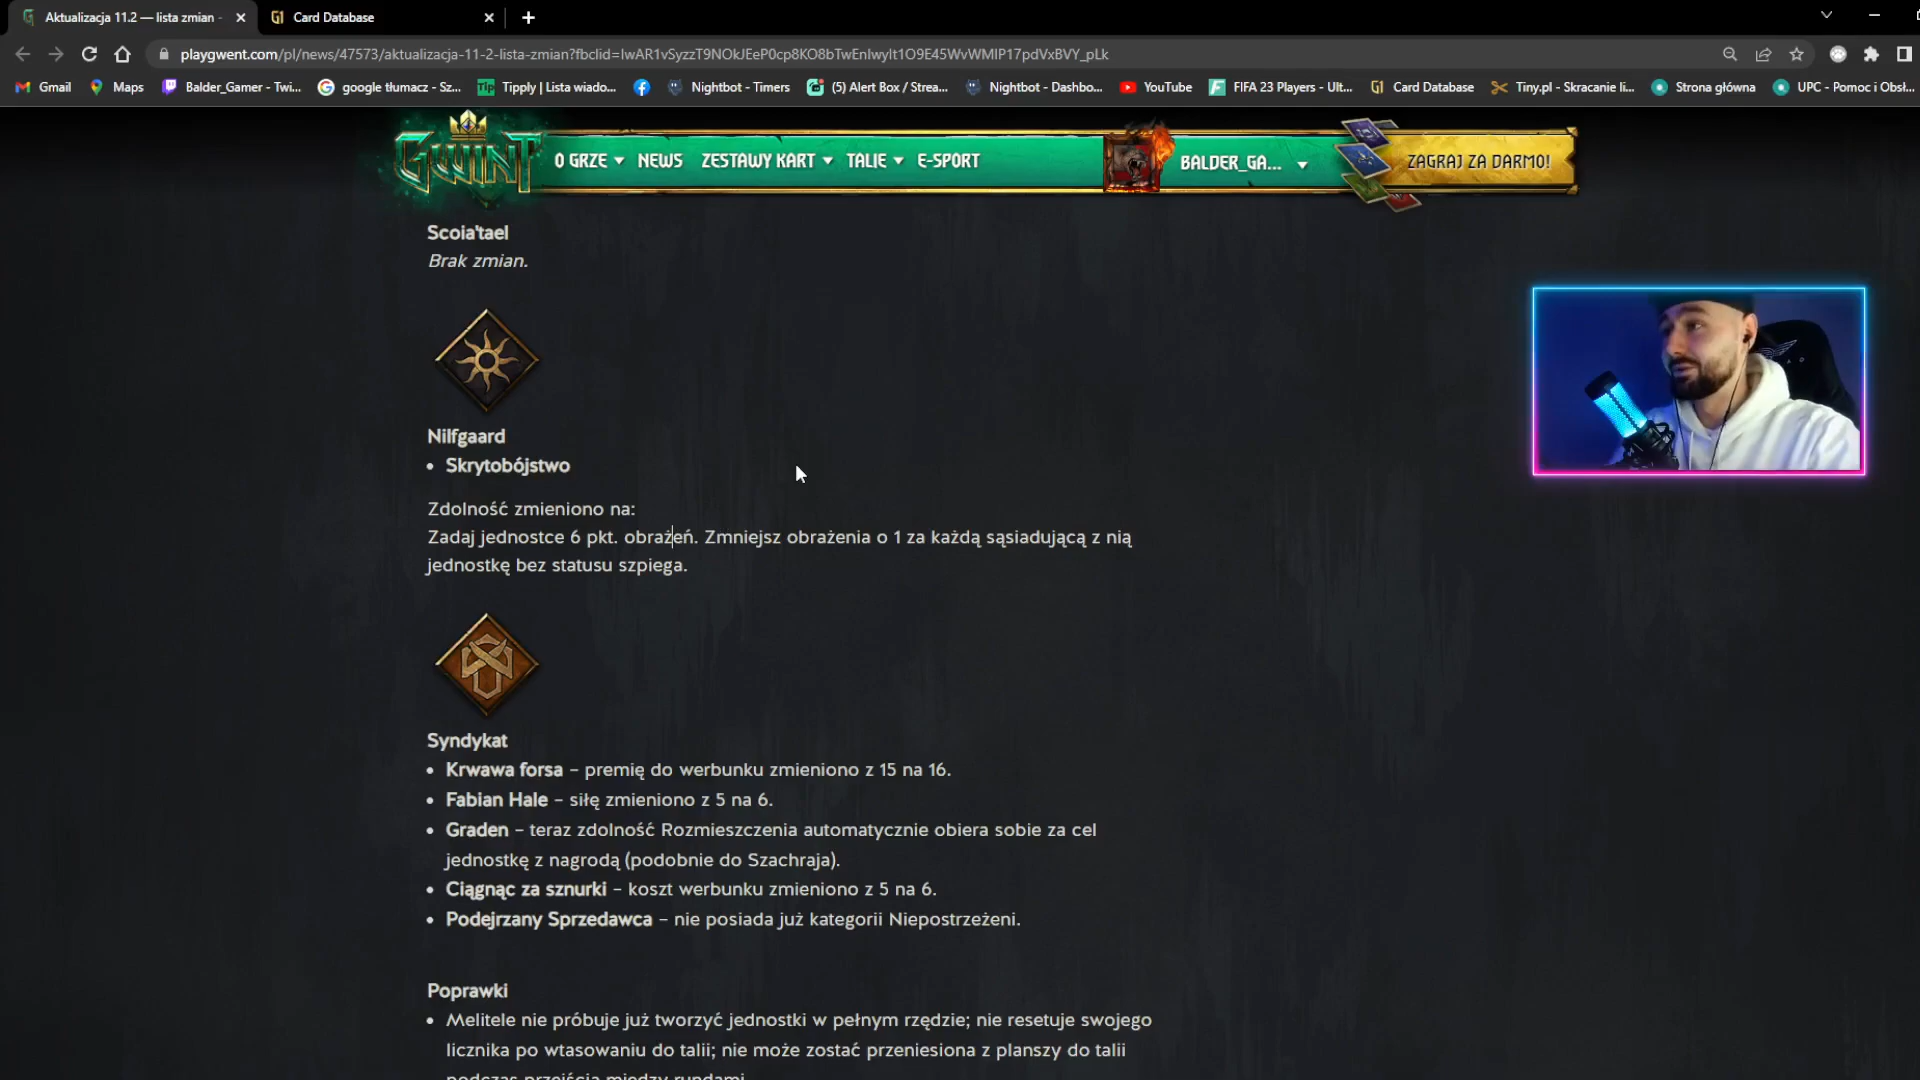 Aktualizacja 11.2 — lista zmian -
Card Database
playgwent.com/pl/news/47573/aktualizacja-11-2-lista-zmian?fbclid=IwAR1vSyzzT9NOkJEeP0cp8KO8bTwEnIwyIt1O9E45WvWMIP17pdVxBVY_pLk
Gmail
Maps
Balder_Gamer - Twi...
google tłumacz - Sz...
Tipply | Lista wiado...
Nightbot - Timers
(5) Alert Box / Strea...
Nightbot - Dashbo...
YouTube
FIFA 23 Players - Ult...
Card Database
Tiny.pl - Skracanie li...
Strona główna
UPC - Pomoc i Obsł...
GWINT
O GRZE
NEWS
ZESTAWY KART
TALIE
E-SPORT
BALDER_GA...
ZAGRAJ ZA DARMO!
Scoia'tael
Brak zmian.
Nilfgaard
• Skrytobójstwo
Zdolność zmieniono na:
Zadaj jednostce 6 pkt. obrażeń. Zmniejsz obrażenia o 1 za każdą sąsiadującą z nią
jednostkę bez statusu szpiega.
Syndykat
• Krwawa forsa – premię do werbunku zmieniono z 15 na 16.
• Fabian Hale – siłę zmieniono z 5 na 6.
• Graden – teraz zdolność Rozmieszczenia automatycznie obiera sobie za cel
jednostkę z nagrodą (podobnie do Szachraja).
• Ciągnąc za sznurki – koszt werbunku zmieniono z 5 na 6.
• Podejrzany Sprzedawca – nie posiada już kategorii Niepostrzeżeni.
Poprawki
• Melitele nie próbuje już tworzyć jednostki w pełnym rzędzie; nie resetuje swojego
licznika po wtasowaniu do talii; nie może zostać przeniesiona z planszy do talii
podczas przejścia między rundami.